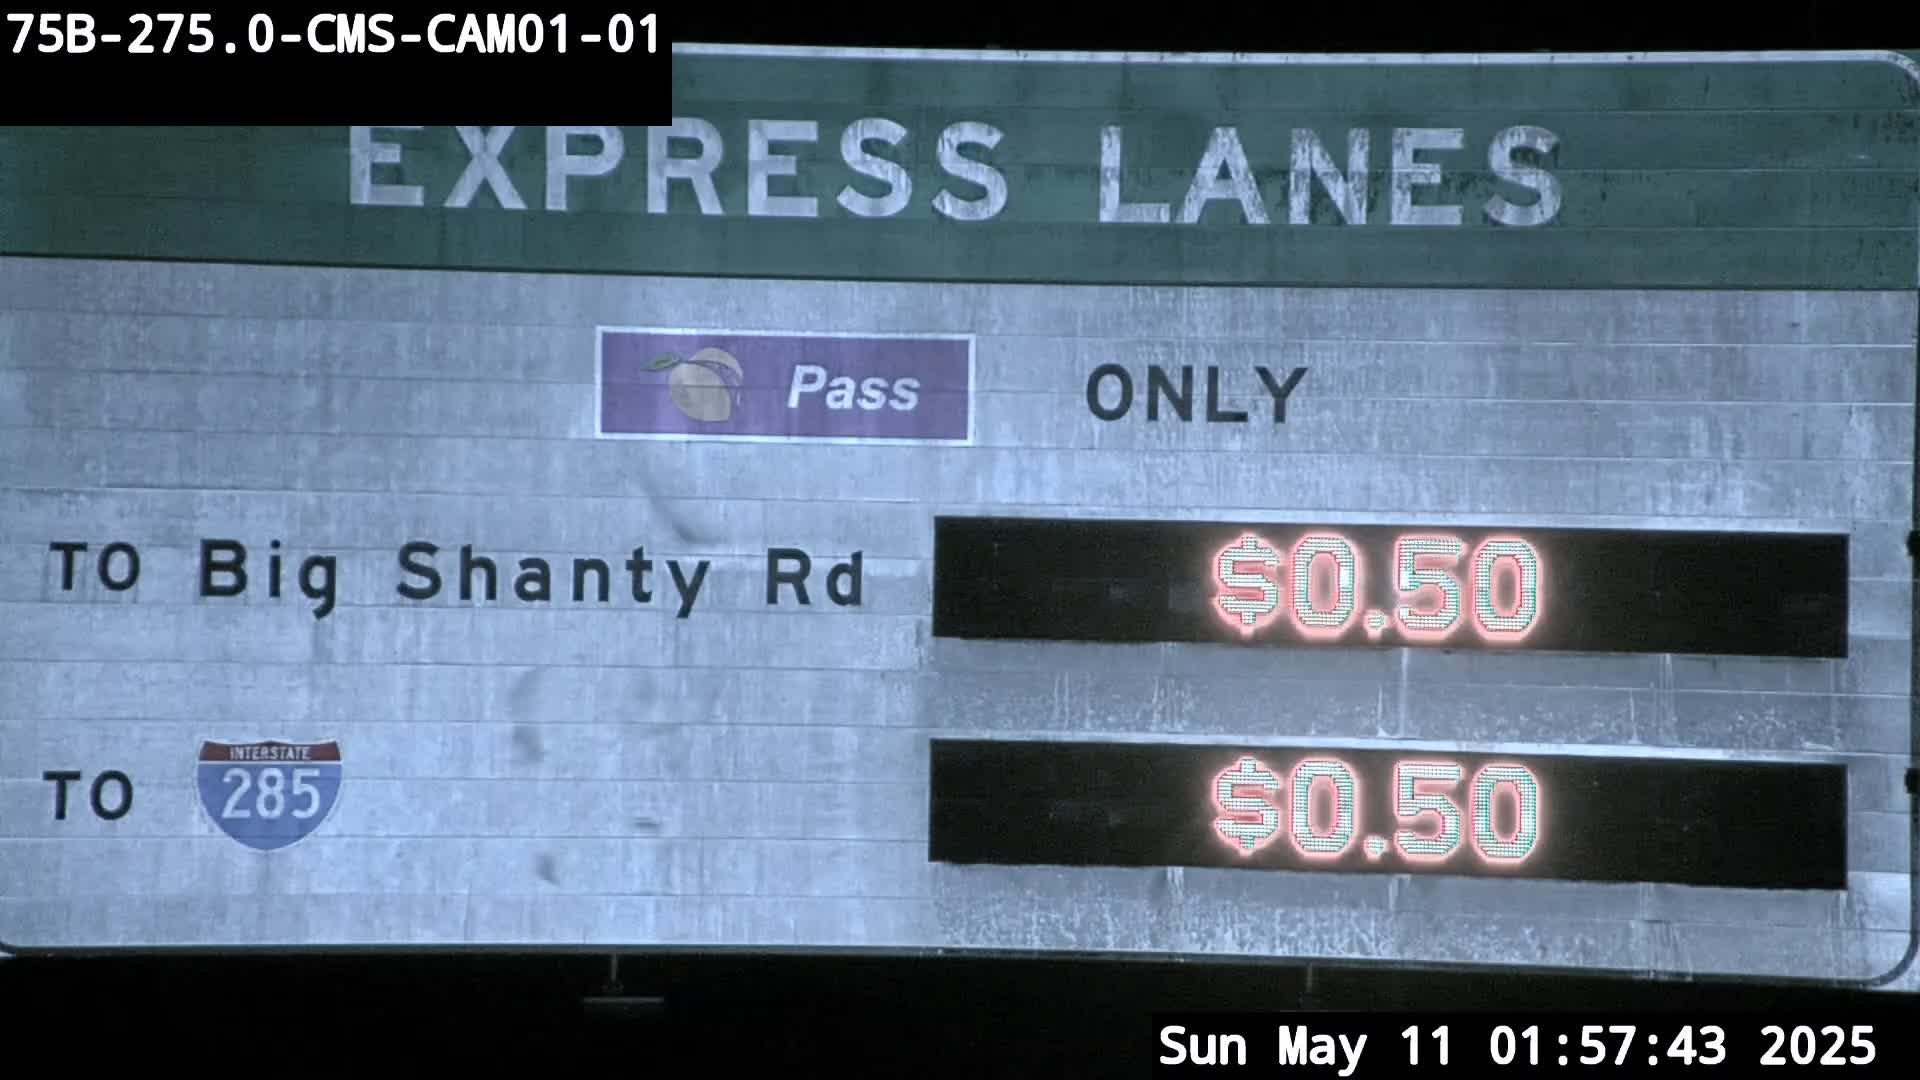 75B-275.0-CMS-CAM01-01
EXPRESS LANES
Pass ONLY
TO Big Shanty Rd $0.50
TO INTERSTATE 285 $0.50
Sun May 11 01:57:43 2025